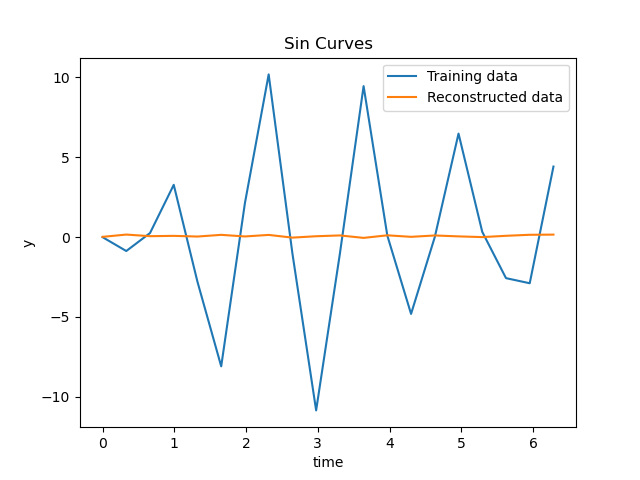 Sin Curves
Training data
Reconstructed data
10
5
0
−5
−10
y
0 1 2 3 4 5 6
time